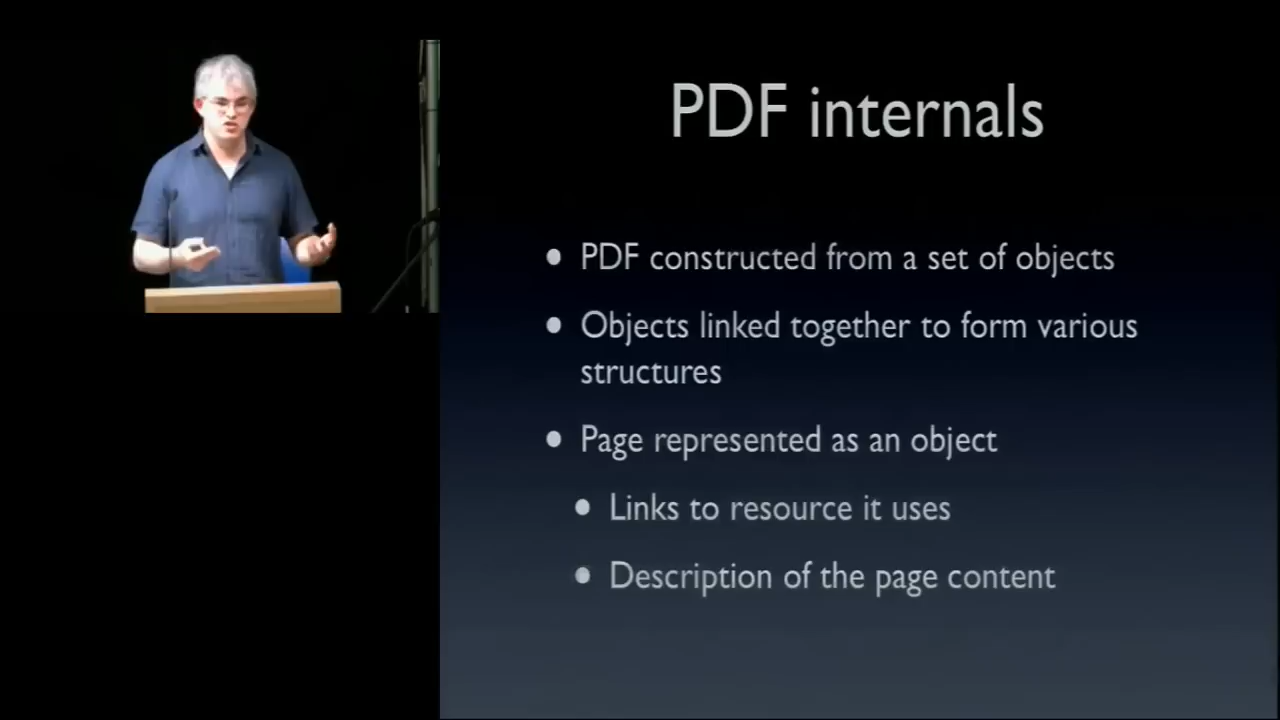 PDF internals
• PDF constructed from a set of objects
• Objects linked together to form various
structures
• Page represented as an object
• Links to resource it uses
• Description of the page content